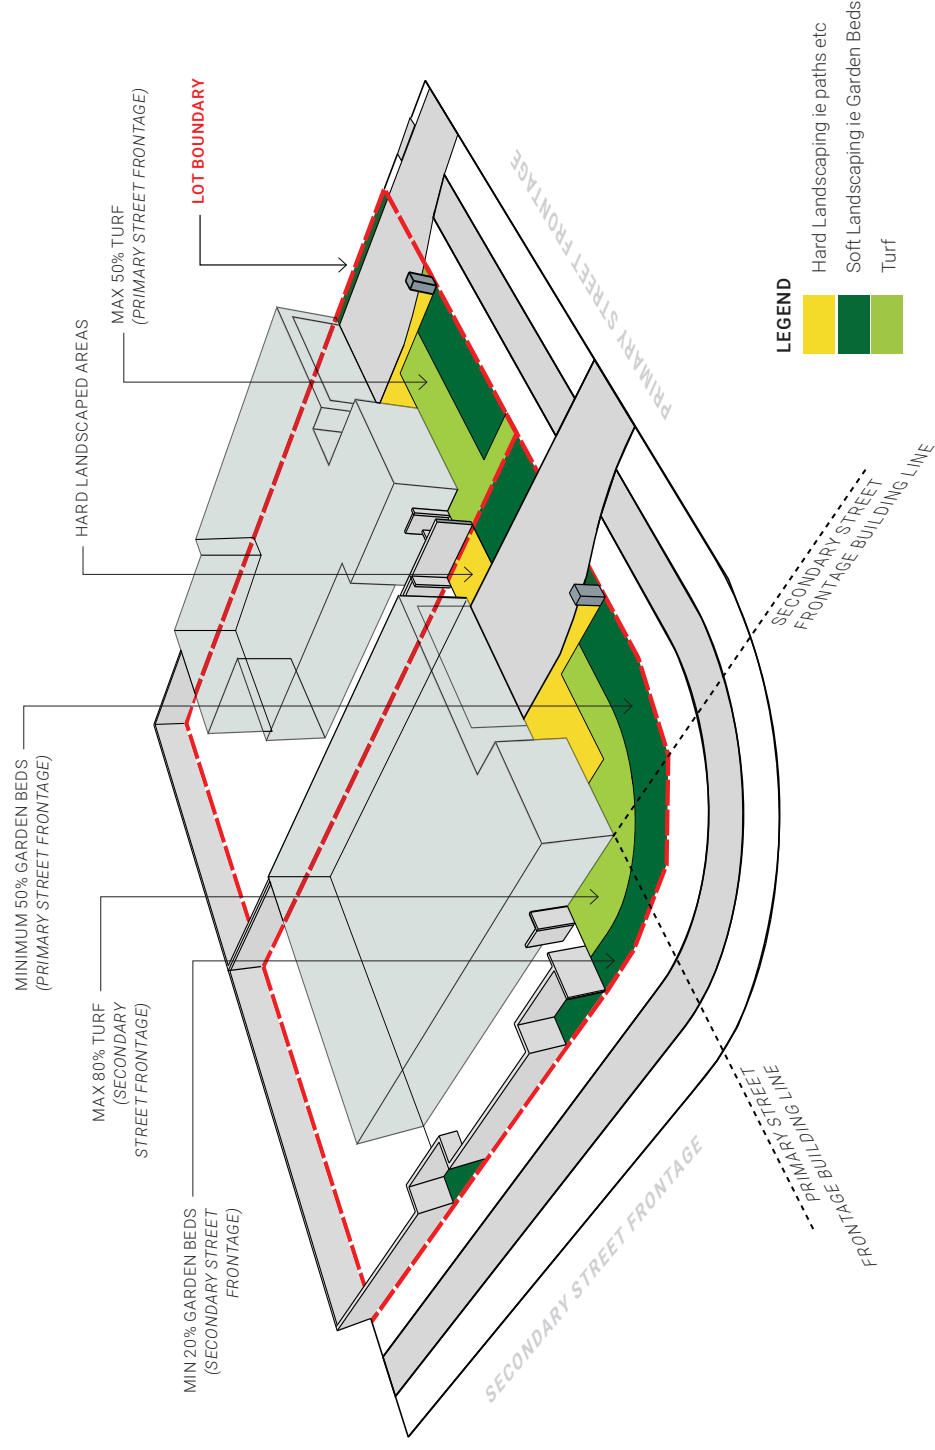 MIN 20% GARDEN BEDS
(SECONDARY STREET
FRONTAGE)
MAX 80% TURF
(SECONDARY
STREET FRONTAGE)
MINIMUM 50% GARDEN BEDS
(PRIMARY STREET FRONTAGE)
HARD LANDSCAPED AREAS
MAX 50% TURF
(PRIMARY STREET FRONTAGE)
LOT BOUNDARY
SECONDARY STREET FRONTAGE
PRIMARY STREET FRONTAGE
PRIMARY STREET
FRONTAGE BUILDING LINE
SECONDARY STREET
FRONTAGE BUILDING LINE
LEGEND
Hard Landscaping ie paths etc
Soft Landscaping ie Garden Beds
Turf